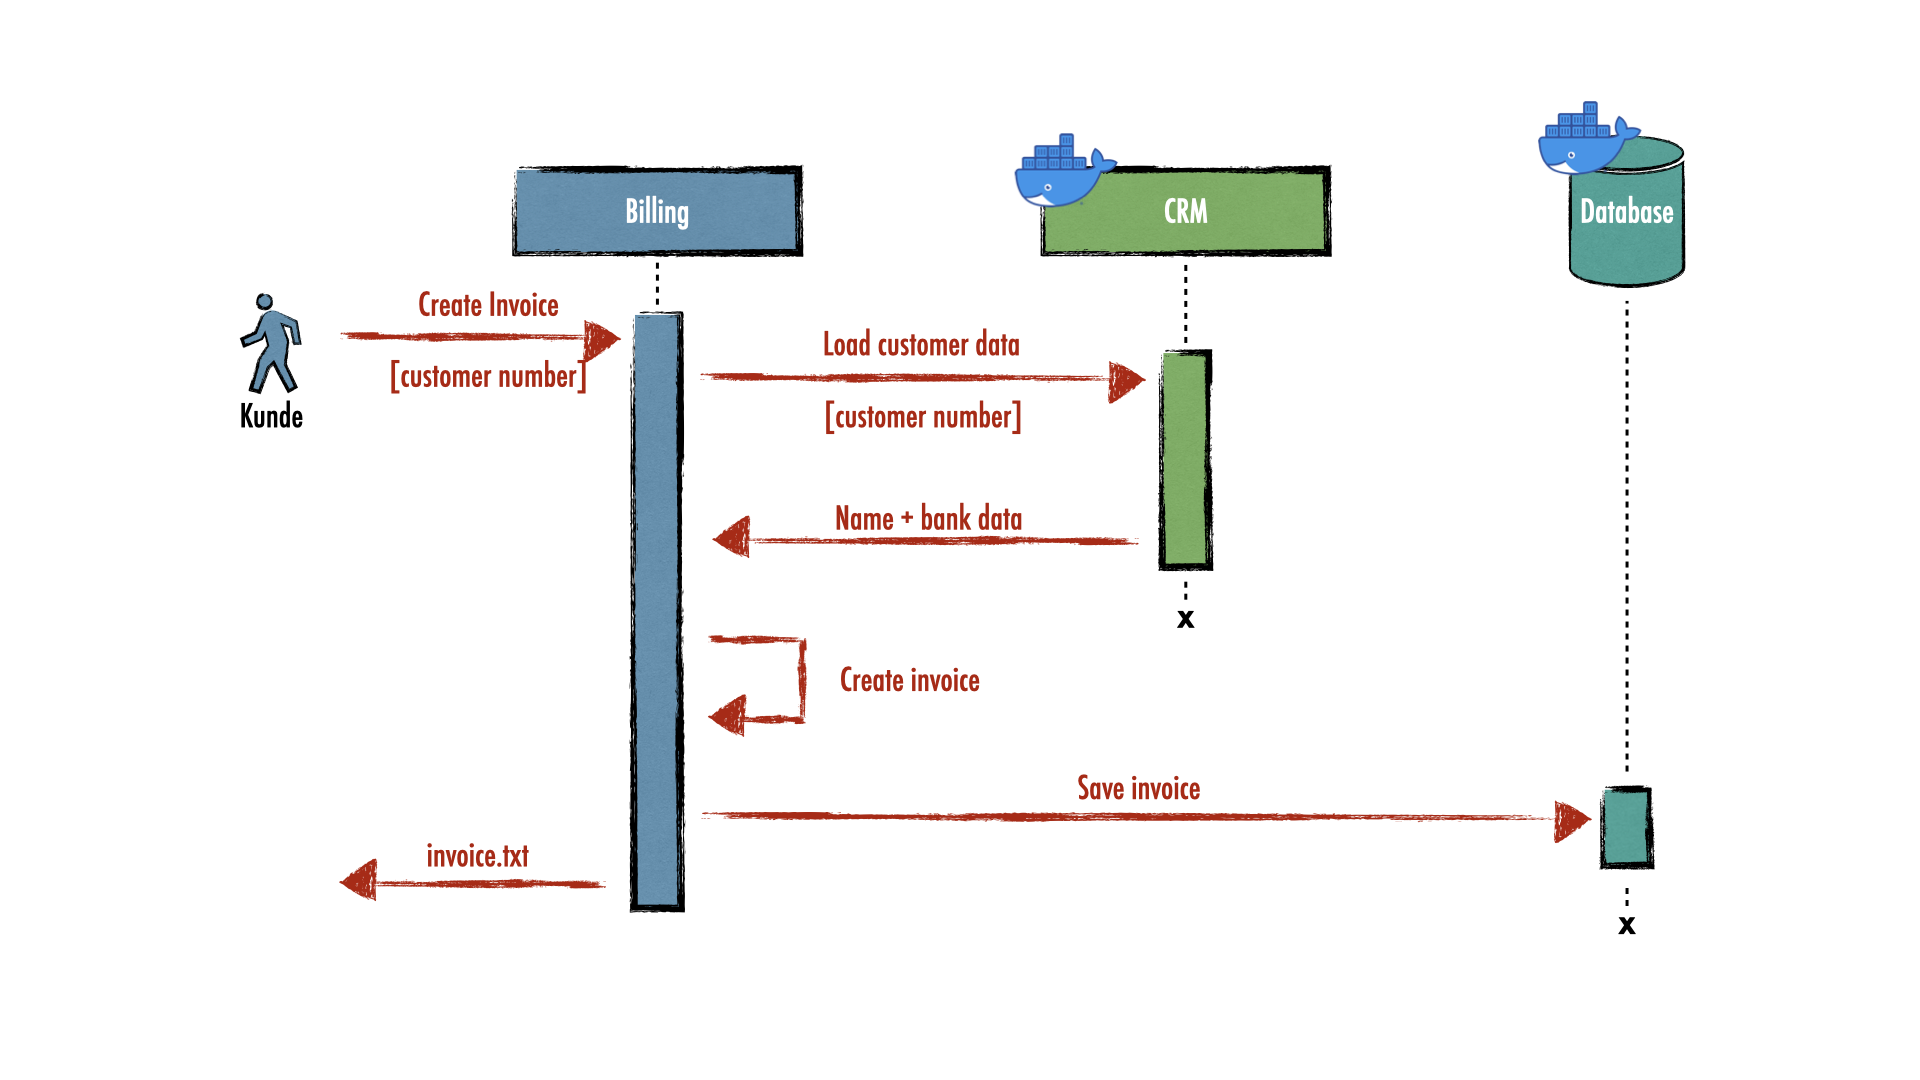 Billing
CRM
Database
Create Invoice
[customer number]
Kunde
Load customer data
[customer number]
Name + bank data
x
Create invoice
Save invoice
invoice.txt
x